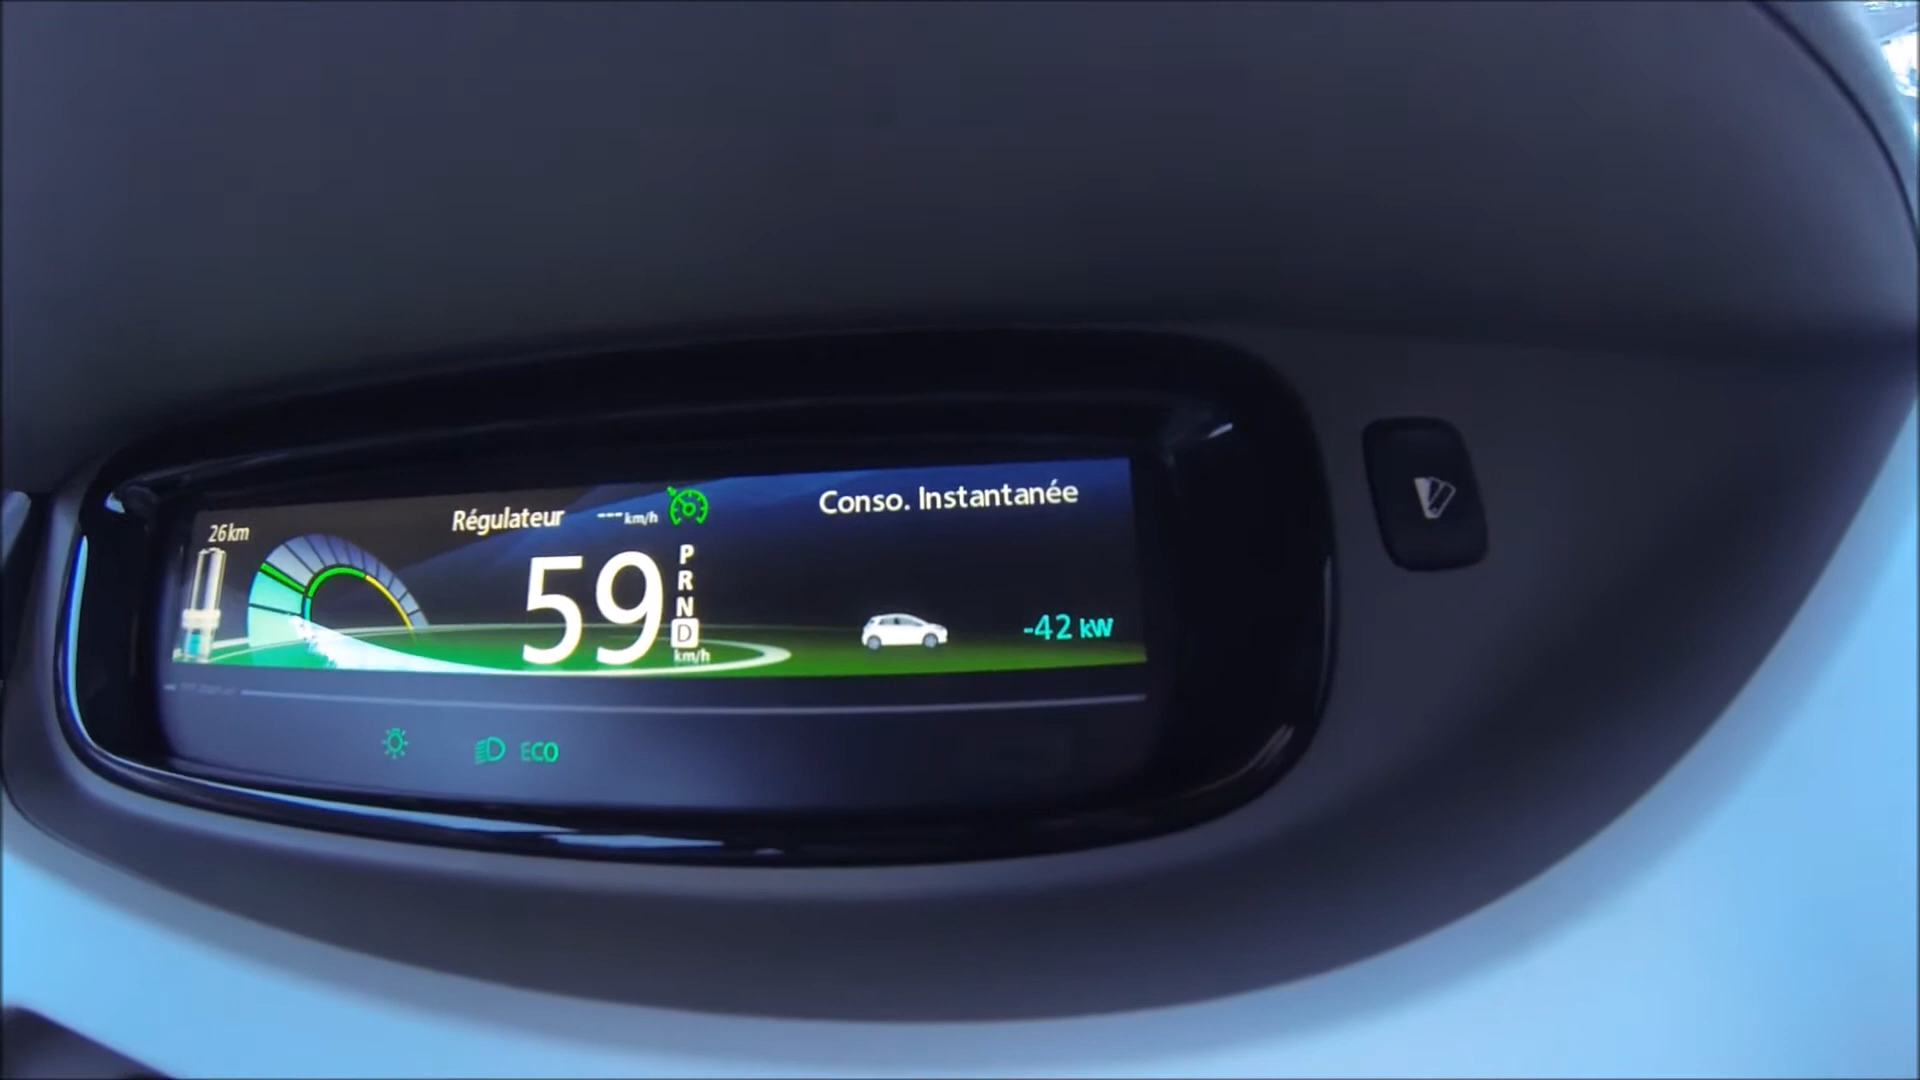 26 km
Régulateur ---km/h
Conso. Instantanée
59
P
R
N
D
km/h
-42 kW
ECO